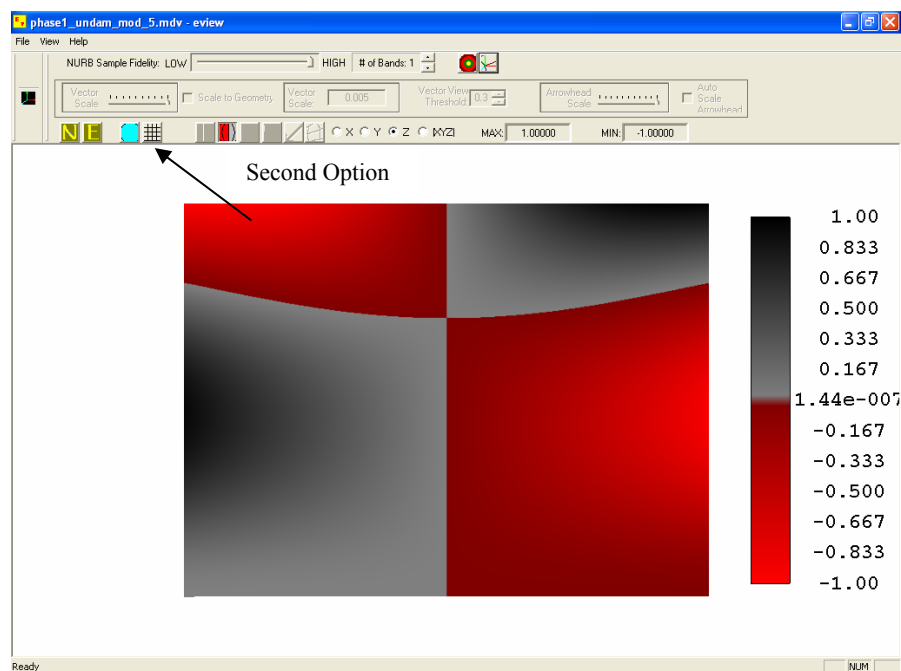 phase1_undam_mod_5.mdv - eview
File View Help
NURB Sample Fidelity: LOW HIGH # of Bands: 1
Vector Scale
Scale to Geometry
Vector Scale: 0.005
Vector View Threshold: 0.3
Arrowhead Scale
Auto Scale Arrowhead
N E X Y Z XYZ MAX: 1.00000 MIN: -1.00000
Second Option
1.00
0.833
0.667
0.500
0.333
0.167
1.44e-007
-0.167
-0.333
-0.500
-0.667
-0.833
-1.00
Ready NUM